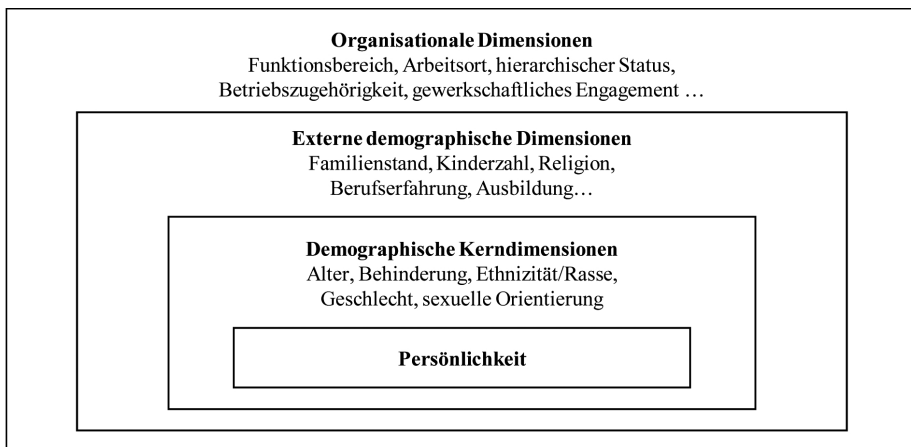 Organisationale Dimensionen
Funktionsbereich, Arbeitsort, hierarchischer Status,
Betriebszugehörigkeit, gewerkschaftliches Engagement …
Externe demographische Dimensionen
Familienstand, Kinderzahl, Religion,
Berufserfahrung, Ausbildung…
Demographische Kerndimensionen
Alter, Behinderung, Ethnizität/Rasse,
Geschlecht, sexuelle Orientierung
Persönlichkeit